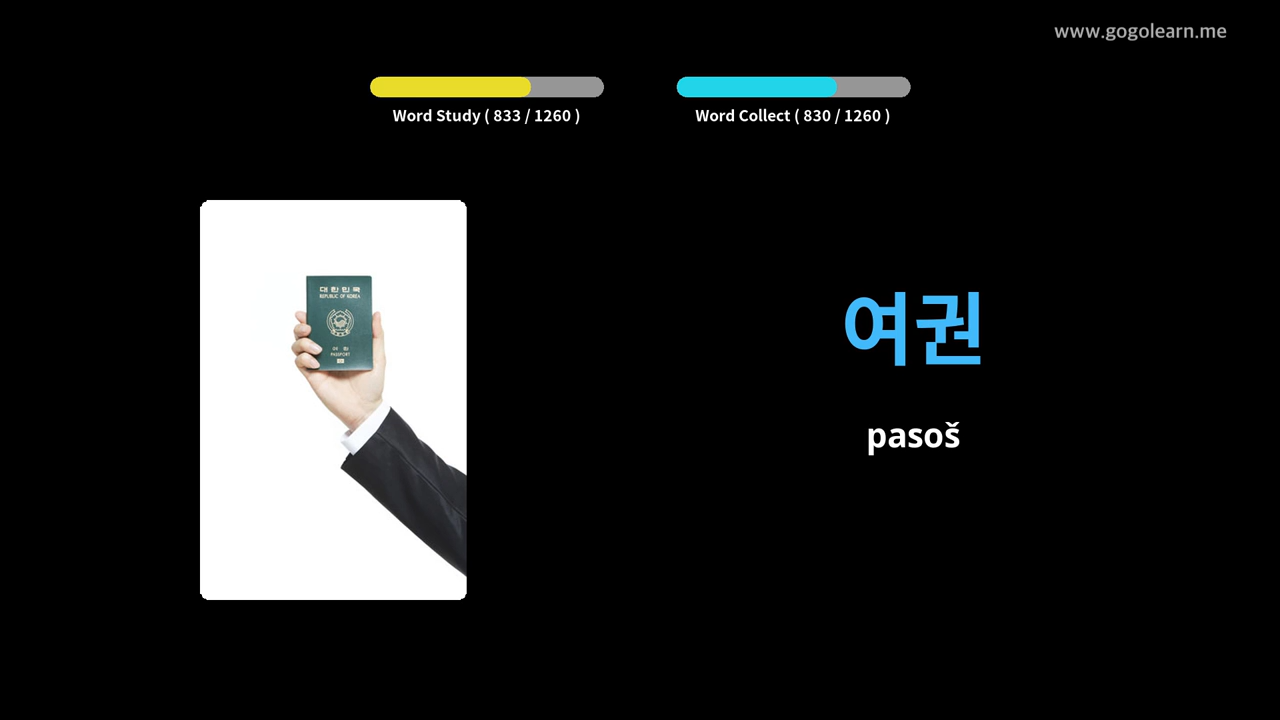 www.gogolearn.me
Word Study ( 833 / 1260 )
Word Collect ( 830 / 1260 )
대한민국
REPUBLIC OF KOREA
여권
PASSPORT
여권
pasoš